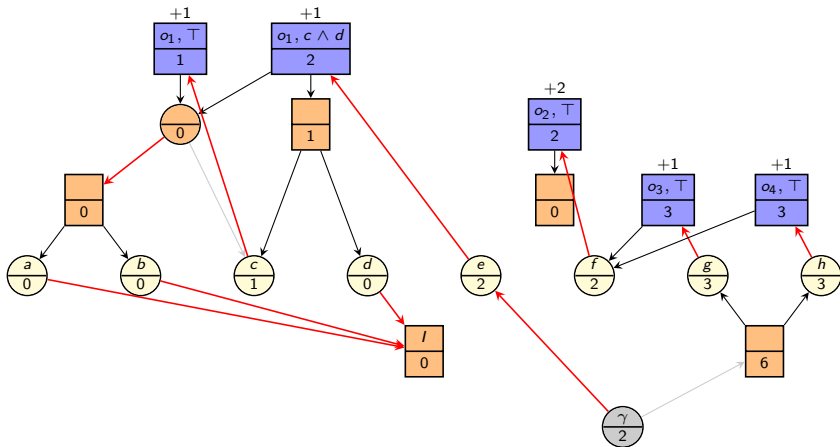 +1 +1
o₁, ⊤ o₁, c ∧ d
1 2
+2
o₂, ⊤
0 1 2
+1 +1
o₃, ⊤ o₄, ⊤
0 0 3 3
a b c d e f g h
0 0 1 0 2 2 3 3
I
0 6
γ
2